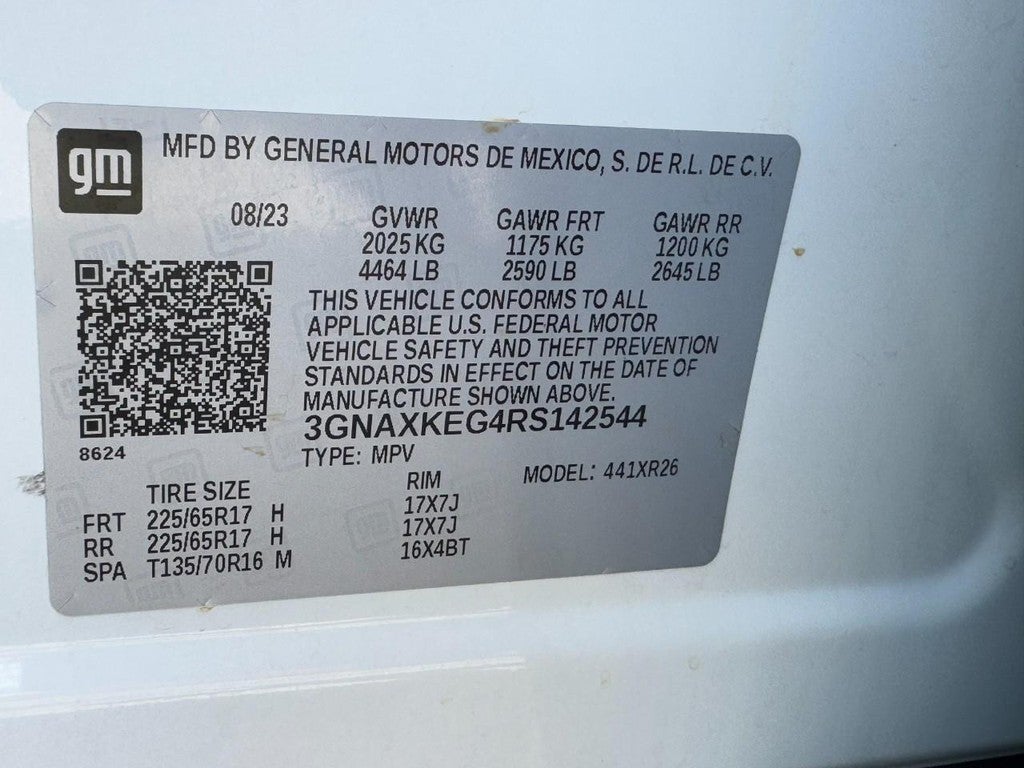 gm MFD BY GENERAL MOTORS DE MEXICO, S. DE R.L. DE C.V.
08/23 GVWR GAWR FRT GAWR RR
2025 KG 1175 KG 1200 KG
4464 LB 2590 LB 2645 LB
THIS VEHICLE CONFORMS TO ALL
APPLICABLE U.S. FEDERAL MOTOR
VEHICLE SAFETY AND THEFT PREVENTION
STANDARDS IN EFFECT ON THE DATE OF
MANUFACTURE SHOWN ABOVE.
3GNAXKEG4RS142544
8624
TYPE: MPV MODEL: 441XR26
TIRE SIZE RIM
FRT 225/65R17 H 17X7J
RR 225/65R17 H 17X7J
SPA T135/70R16 M 16X4BT